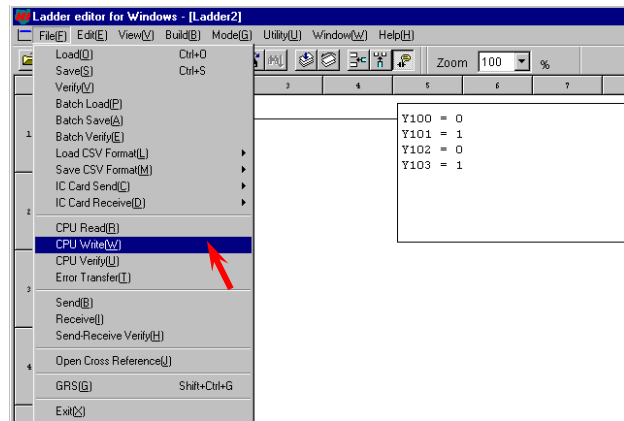 Ladder editor for Windows - [Ladder2]
File(F) Edit(E) View(V) Build(B) Mode(G) Utility(U) Window(W) Help(H)
Zoom 100 %
Load(O) Ctrl+O
Save(S) Ctrl+S
Verify(V)
Batch Load(P)
Batch Save(A)
Batch Verify(E)
Load CSV Format(L)
Save CSV Format(M)
IC Card Send(C)
IC Card Receive(D)
CPU Read(R)
CPU Write(W)
CPU Verify(U)
Error Transfer(T)
Send(B)
Receive(I)
Send-Receive Verify(H)
Open Cross Reference(J)
GRS(G) Shift+Ctrl+G
Exit(X)
3 4 5 6 7
1
2
3
4
Y100 = 0
Y101 = 1
Y102 = 0
Y103 = 1